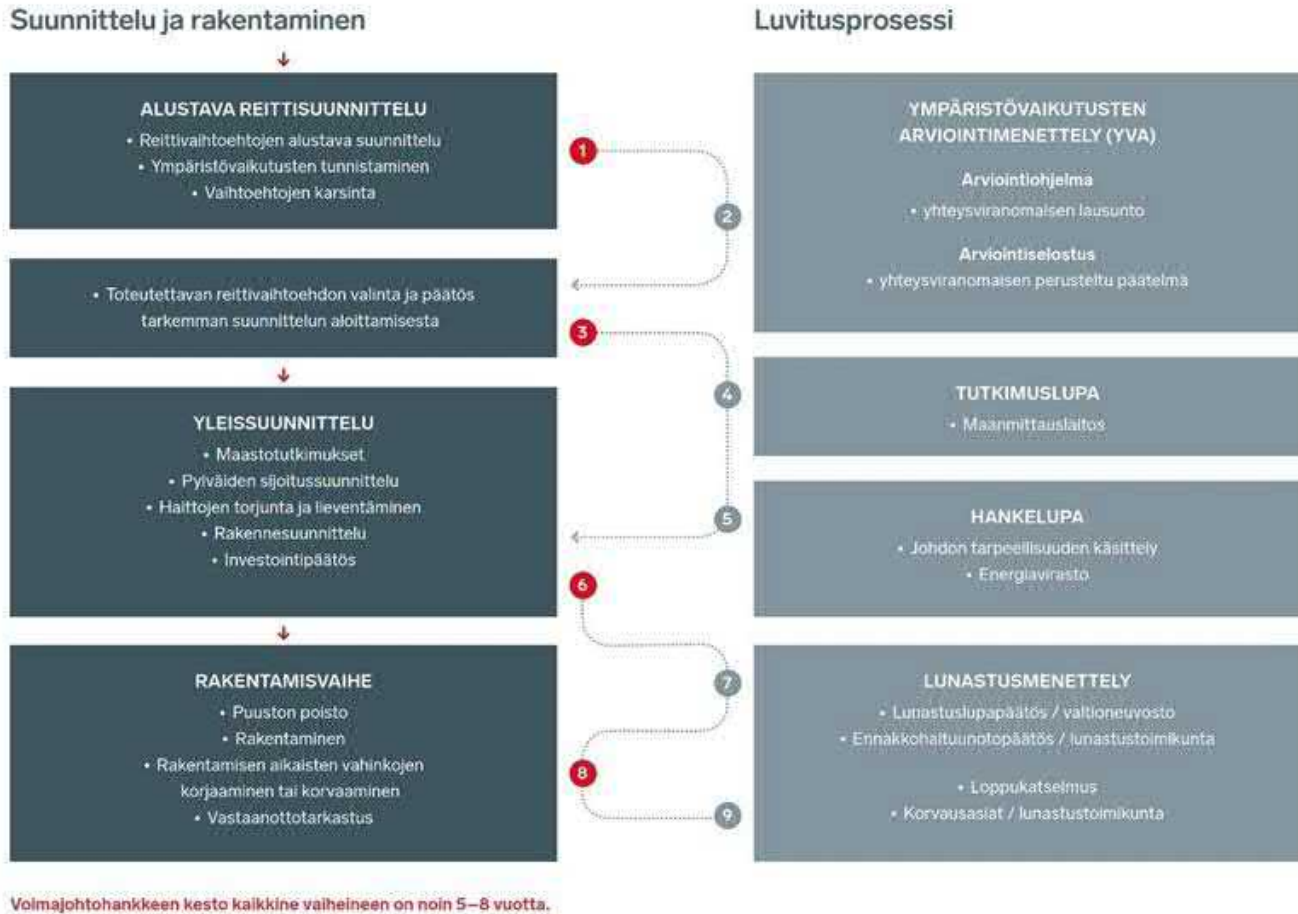 Suunnittelu ja rakentaminen
ALUSTAVA REITTISUUNNITTELU
• Reittivaihtoehtojen alustava suunnittelu
• Ympäristövaikutusten tunnistaminen
• Vaihtoehtojen karsinta
• Toteutettavan reittivaihtoehdon valinta ja päätös
tarkemman suunnittelun aloittamisesta
YLEISSUUNNITTELU
• Maastotutkimukset
• Pylväiden sijoitussuunnittelu
• Haittojen torjunta ja lieventäminen
• Rakennesuunnittelu
• Investointipäätös
RAKENTAMISVAIHE
• Puuston poisto
• Rakentaminen
• Rakentamisen aikaisten vahinkojen
korjaaminen tai korvaaminen
• Vastaanottotarkastus
1
2
3
4
5
6
7
8
9
Luvitusprosessi
YMPÄRISTÖVAIKUTUSTEN
ARVIOINTIMENETTELY (YVA)
Arviointiohjelma
• yhteysviranomaisen lausunto
Arviointiselostus
• yhteysviranomaisen perusteltu päätelmä
TUTKIMUSLUPA
• Maanmittauslaitos
HANKELUPA
• Johdon tarpeellisuuden käsittely
• Energiavirasto
LUNASTUSMENETTELY
• Lunastuslupapäätös / valtioneuvosto
• Ennakkohaltuunotopäätös / lunastustoimikunta
• Loppukatselmus
• Korvausasiat / lunastustoimikunta
Voimajohtohankkeen kesto kaikkine vaiheineen on noin 5–8 vuotta.